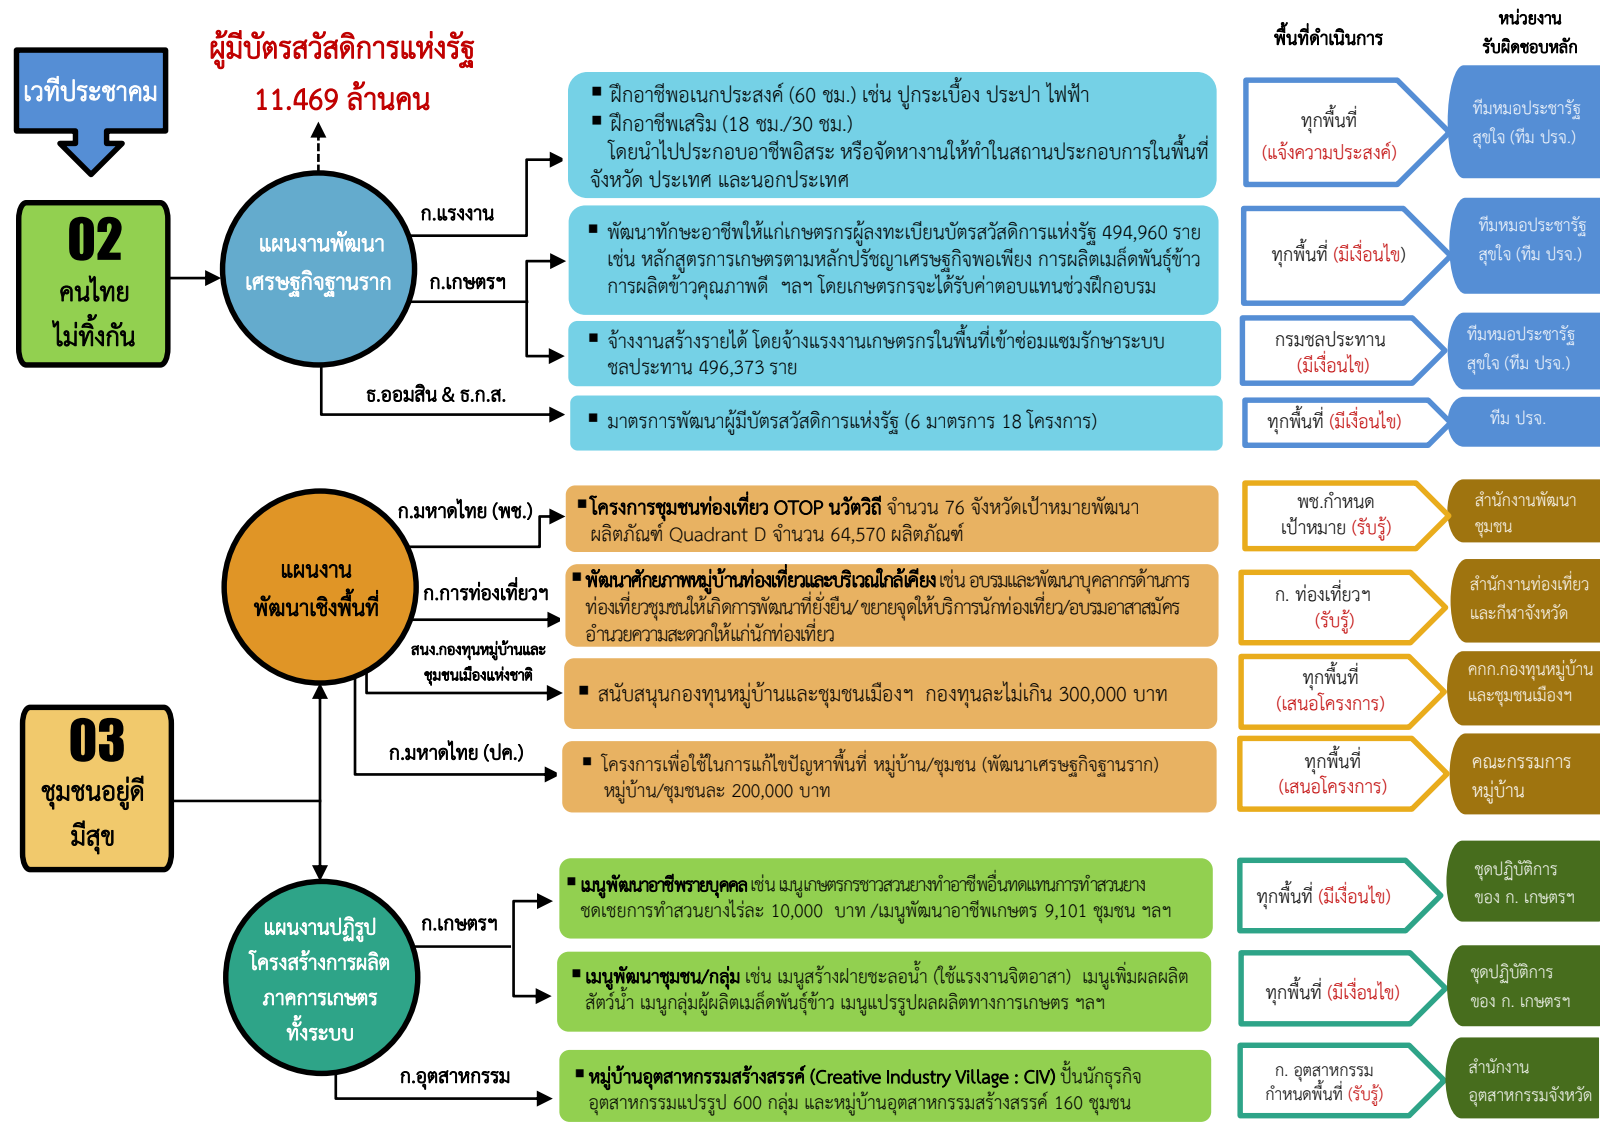 พื้นที่ดำเนินการ
หน่วยงาน
รับผิดชอบหลัก
เวทีประชาคม
ผู้มีบัตรสวัสดิการแห่งรัฐ
11.469 ล้านคน
02
คนไทย
ไม่ทิ้งกัน
แผนงานพัฒนา
เศรษฐกิจฐานราก
ก.แรงงาน
▪ ฝึกอาชีพอเนกประสงค์ (60 ชม.) เช่น ปูกระเบื้อง ประปา ไฟฟ้า
▪ ฝึกอาชีพเสริม (18 ชม./30 ชม.)
โดยนำไปประกอบอาชีพอิสระ หรือจัดหางานให้ทำในสถานประกอบการในพื้นที่
จังหวัด ประเทศ และนอกประเทศ
ทุกพื้นที่
(แจ้งความประสงค์)
ทีมหมอประชารัฐ
สุขใจ (ทีม ปรจ.)
ก.เกษตรฯ
▪ พัฒนาทักษะอาชีพให้แก่เกษตรกรผู้ลงทะเบียนบัตรสวัสดิการแห่งรัฐ 494,960 ราย
เช่น หลักสูตรการเกษตรตามหลักปรัชญาเศรษฐกิจพอเพียง การผลิตเมล็ดพันธุ์ข้าว
การผลิตข้าวคุณภาพดี ฯลฯ โดยเกษตรกรจะได้รับค่าตอบแทนช่วงฝึกอบรม
ทุกพื้นที่ (มีเงื่อนไข)
ทีมหมอประชารัฐ
สุขใจ (ทีม ปรจ.)
▪ จ้างงานสร้างรายได้ โดยจ้างแรงงานเกษตรกรในพื้นที่เข้าซ่อมแซมรักษาระบบ
ชลประทาน 496,373 ราย
กรมชลประทาน
(มีเงื่อนไข)
ทีมหมอประชารัฐ
สุขใจ (ทีม ปรจ.)
ธ.ออมสิน & ธ.ก.ส.
▪ มาตรการพัฒนาผู้มีบัตรสวัสดิการแห่งรัฐ (6 มาตรการ 18 โครงการ)
ทุกพื้นที่ (มีเงื่อนไข)
ทีม ปรจ.
03
ชุมชนอยู่ดี
มีสุข
แผนงาน
พัฒนาเชิงพื้นที่
ก.มหาดไทย (พช.)
▪ โครงการชุมชนท่องเที่ยว OTOP นวัตวิถี จำนวน 76 จังหวัดเป้าหมายพัฒนา
ผลิตภัณฑ์ Quadrant D จำนวน 64,570 ผลิตภัณฑ์
พช.กำหนด
เป้าหมาย (รับรู้)
สำนักงานพัฒนา
ชุมชน
ก.การท่องเที่ยวฯ
▪ พัฒนาศักยภาพหมู่บ้านท่องเที่ยวและบริเวณใกล้เคียง เช่น อบรมและพัฒนาบุคลากรด้านการ
ท่องเที่ยวชุมชนให้เกิดการพัฒนาที่ยั่งยืน/ ขยายจุดให้บริการนักท่องเที่ยว/อบรมอาสาสมัคร
อำนวยความสะดวกให้แก่นักท่องเที่ยว
ก. ท่องเที่ยวฯ
(รับรู้)
สำนักงานท่องเที่ยว
และกีฬาจังหวัด
สนง.กองทุนหมู่บ้านและ
ชุมชนเมืองแห่งชาติ
▪ สนับสนุนกองทุนหมู่บ้านและชุมชนเมืองฯ กองทุนละไม่เกิน 300,000 บาท
ทุกพื้นที่
(เสนอโครงการ)
คกก.กองทุนหมู่บ้าน
และชุมชนเมืองฯ
ก.มหาดไทย (ปค.)
▪ โครงการเพื่อใช้ในการแก้ไขปัญหาพื้นที่ หมู่บ้าน/ชุมชน (พัฒนาเศรษฐกิจฐานราก)
หมู่บ้าน/ชุมชนละ 200,000 บาท
ทุกพื้นที่
(เสนอโครงการ)
คณะกรรมการ
หมู่บ้าน
แผนงานปฏิรูป
โครงสร้างการผลิต
ภาคการเกษตร
ทั้งระบบ
ก.เกษตรฯ
▪ เมนูพัฒนาอาชีพรายบุคคล เช่น เมนูเกษตรกรชาวสวนยางทำอาชีพอื่นทดแทนการทำสวนยาง
ชดเชยการทำสวนยางไร่ละ 10,000 บาท /เมนูพัฒนาอาชีพเกษตร 9,101 ชุมชน ฯลฯ
ทุกพื้นที่ (มีเงื่อนไข)
ชุดปฏิบัติการ
ของ ก. เกษตรฯ
▪ เมนูพัฒนาชุมชน/กลุ่ม เช่น เมนูสร้างฝายชะลอน้ำ (ใช้แรงงานจิตอาสา) เมนูเพิ่มผลผลิต
สัตว์น้ำ เมนูกลุ่มผู้ผลิตเมล็ดพันธุ์ข้าว เมนูแปรรูปผลผลิตทางการเกษตร ฯลฯ
ทุกพื้นที่ (มีเงื่อนไข)
ชุดปฏิบัติการ
ของ ก. เกษตรฯ
ก.อุตสาหกรรม
▪ หมู่บ้านอุตสาหกรรมสร้างสรรค์ (Creative Industry Village : CIV) ปั้นนักธุรกิจ
อุตสาหกรรมแปรรูป 600 กลุ่ม และหมู่บ้านอุตสาหกรรมสร้างสรรค์ 160 ชุมชน
ก. อุตสาหกรรม
กำหนดพื้นที่ (รับรู้)
สำนักงาน
อุตสาหกรรมจังหวัด